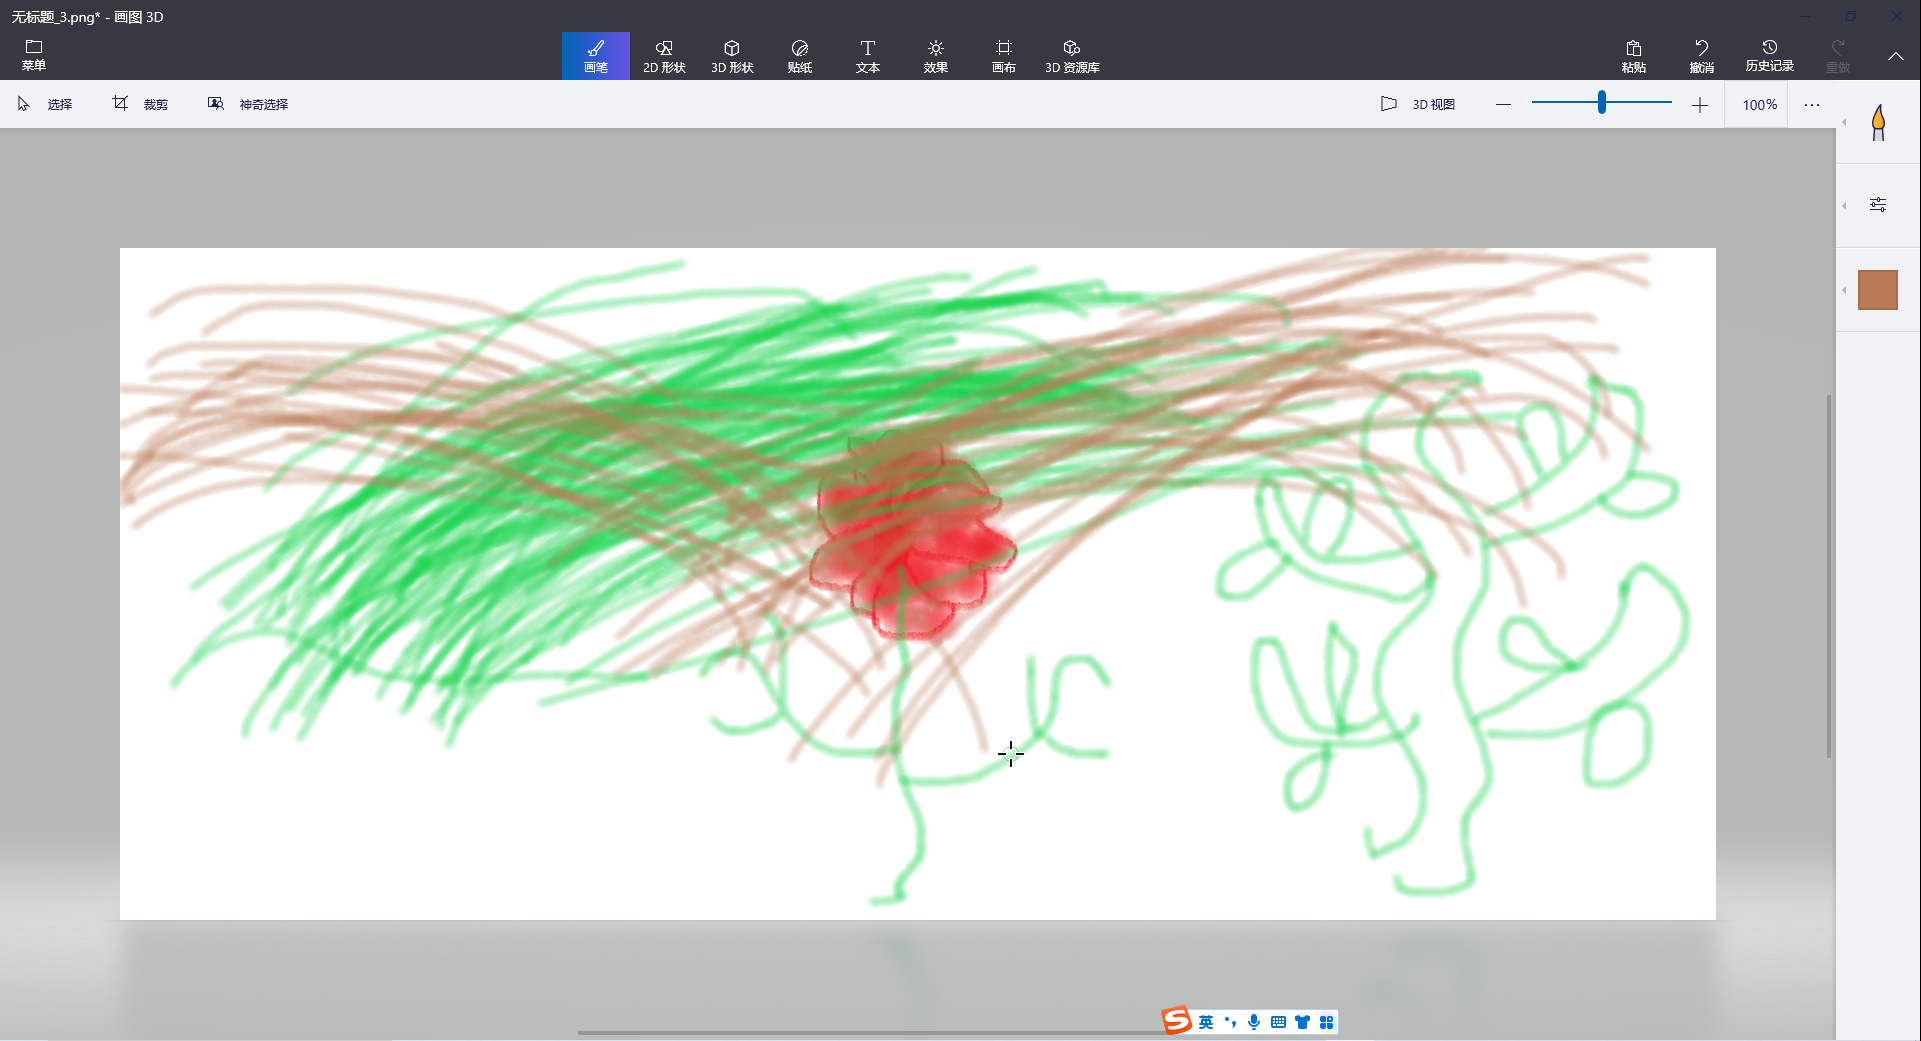 无标题_3.png* - 画图 3D
菜单
画笔
2D 形状
3D 形状
贴纸
文本
效果
画布
3D 资源库
粘贴
撤消
历史记录
重做
选择
裁剪
神奇选择
3D 视图
100%
S 英